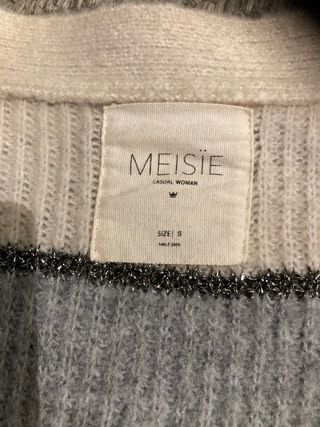 MEISÏE
CASUAL WOMAN
SIZE| S
SINCE 2009